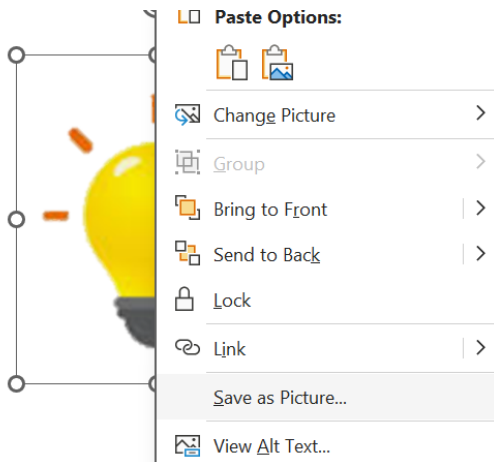 Paste Options:
Change Picture
Group
Bring to Front
Send to Back
Lock
Link
Save as Picture...
View Alt Text...